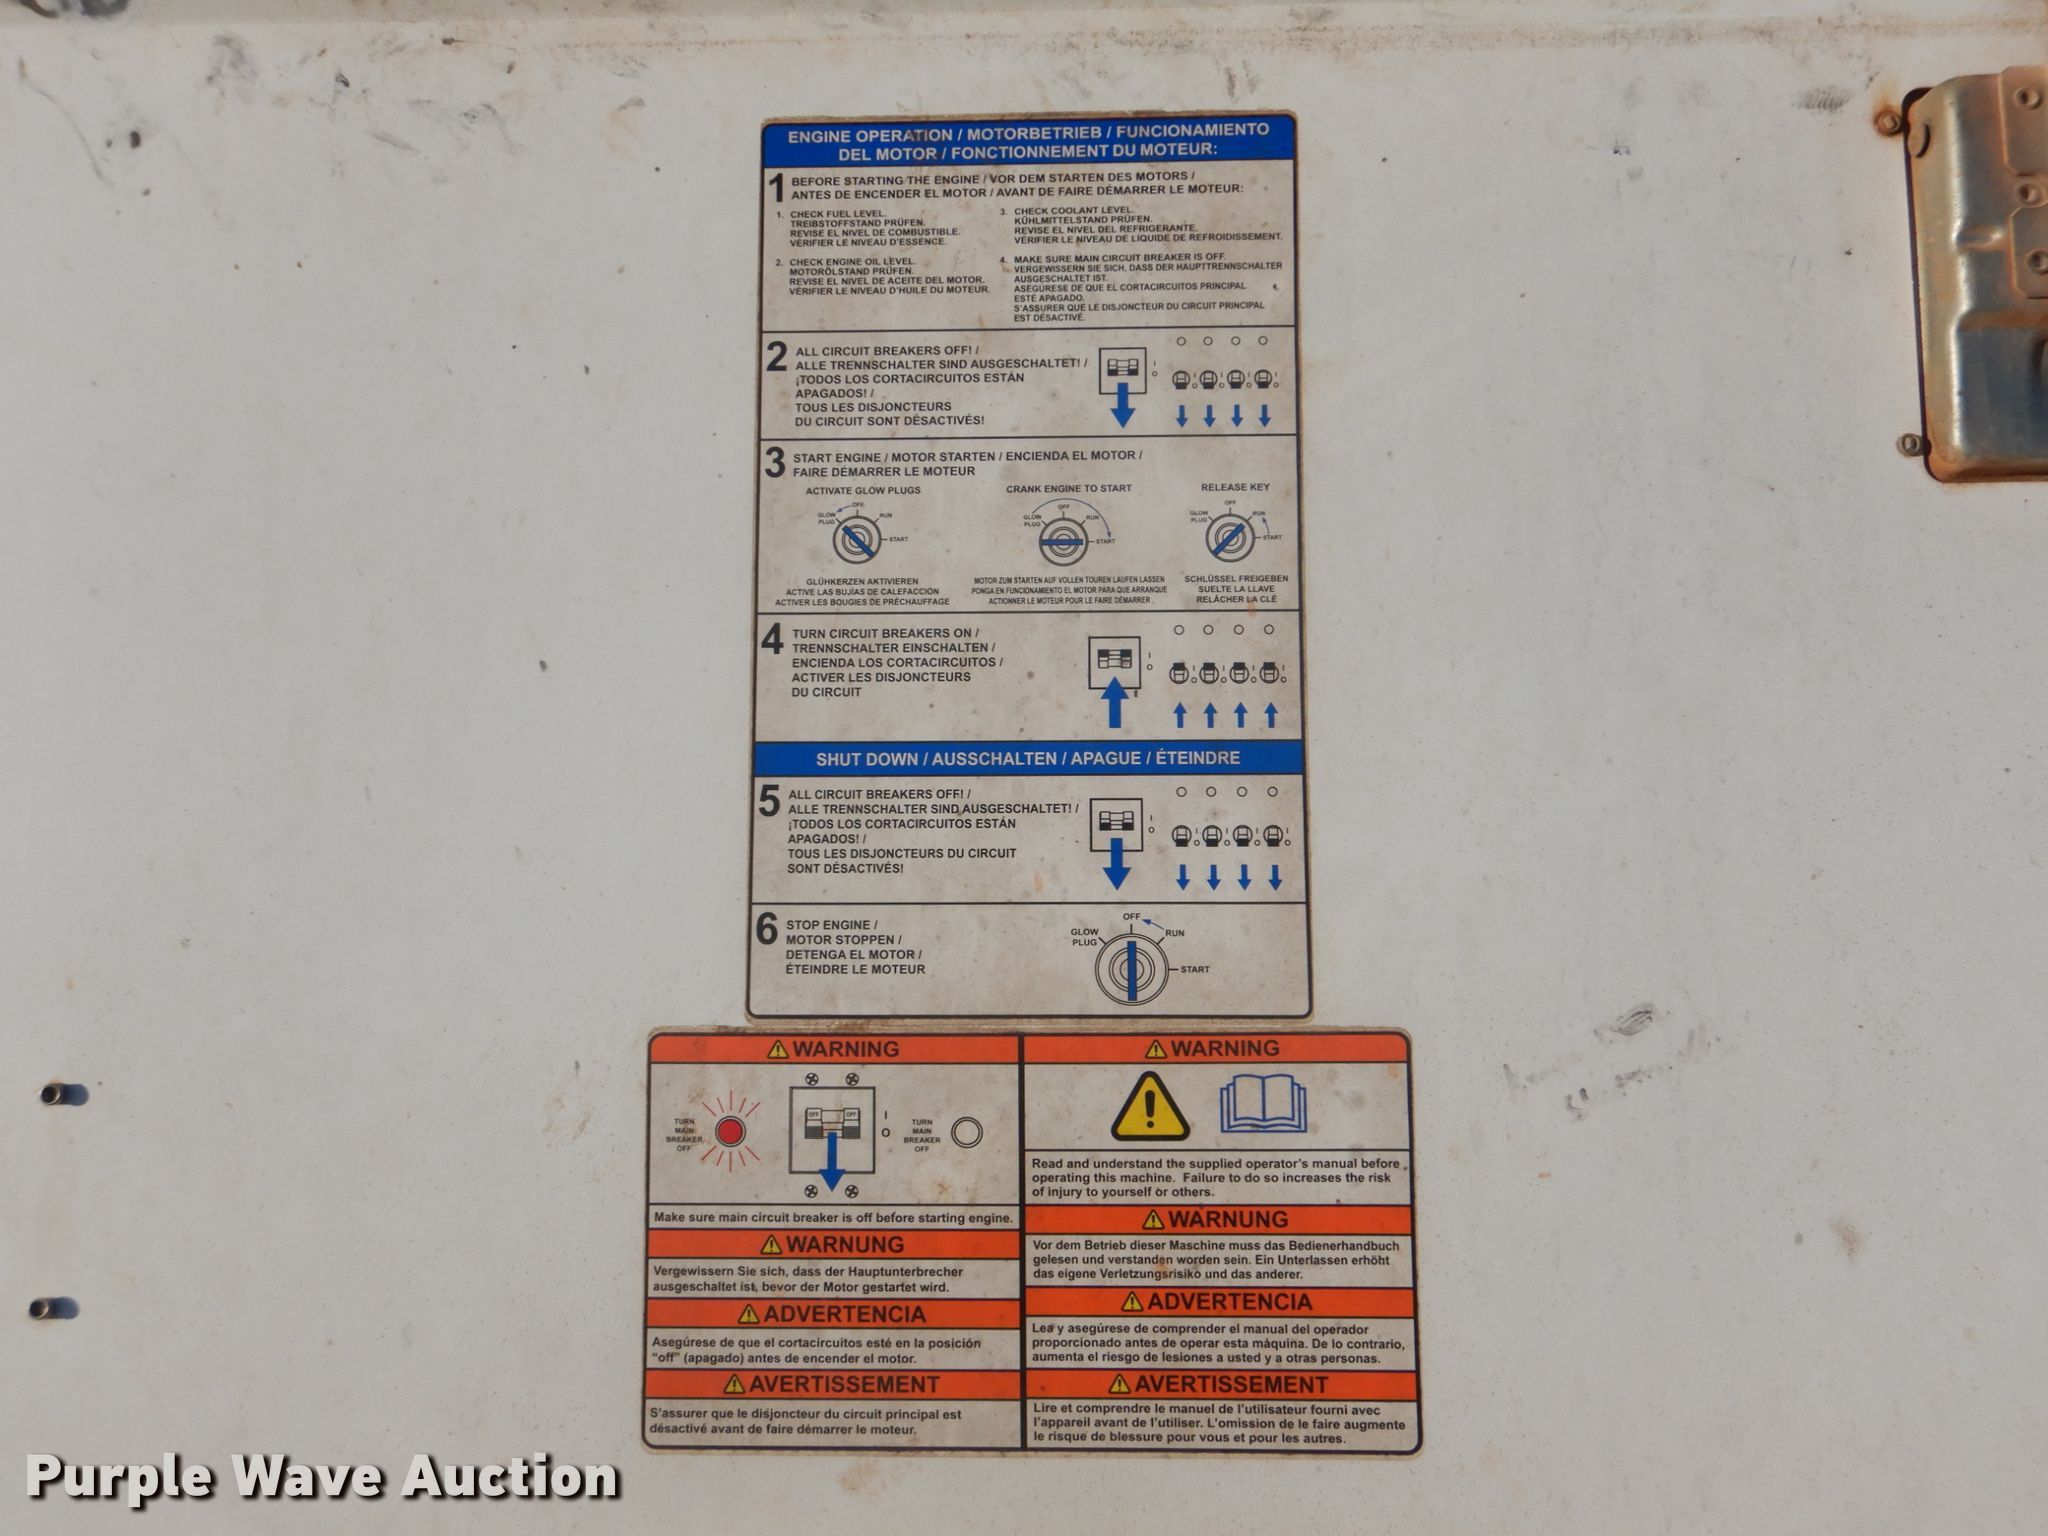 ENGINE OPERATION / MOTORBETRIEB / FUNCIONAMIENTO
DEL MOTOR / FONCTIONNEMENT DU MOTEUR:
1 BEFORE STARTING THE ENGINE / VOR DEM STARTEN DES MOTORS /
ANTES DE ENCENDER EL MOTOR / AVANT DE FAIRE DÉMARRER LE MOTEUR:
1. CHECK FUEL LEVEL.
TREIBSTOFFSTAND PRÜFEN.
REVISE EL NIVEL DE COMBUSTIBLE.
VÉRIFIER LE NIVEAU D'ESSENCE.
2. CHECK ENGINE OIL LEVEL.
MOTORÖLSTAND PRÜFEN.
REVISE EL NIVEL DE ACEITE DEL MOTOR.
VÉRIFIER LE NIVEAU D'HUILE DU MOTEUR.
3. CHECK COOLANT LEVEL.
KÜHLMITTELSTAND PRÜFEN.
REVISE EL NIVEL DEL REFRIGERANTE.
VÉRIFIER LE NIVEAU DE LIQUIDE DE REFROIDISSEMENT.
4. MAKE SURE MAIN CIRCUIT BREAKER IS OFF.
VERGEWISSERN SIE SICH, DASS DER HAUPTTRENNSCHALTER
AUSGESCHALTET IST.
ASEGURESE DE QUE EL CORTACIRCUITOS PRINCIPAL
ESTÉ APAGADO.
S'ASSURER QUE LE DISJONCTEUR DU CIRCUIT PRINCIPAL
EST DÉSACTIVÉ.
2 ALL CIRCUIT BREAKERS OFF! /
ALLE TRENNSCHALTER SIND AUSGESCHALTET! /
¡TODOS LOS CORTACIRCUITOS ESTÁN
APAGADOS! /
TOUS LES DISJONCTEURS
DU CIRCUIT SONT DÉSACTIVÉS!
I O
I O I O I O I O
3 START ENGINE / MOTOR STARTEN / ENCIENDA EL MOTOR /
FAIRE DÉMARRER LE MOTEUR
ACTIVATE GLOW PLUGS
GLOW PLUG OFF RUN START
GLÜHKERZEN AKTIVIEREN
ACTIVE LAS BUJÍAS DE CALEFACCIÓN
ACTIVER LES BOUGIES DE PRÉCHAUFFAGE
CRANK ENGINE TO START
GLOW PLUG OFF RUN START
MOTOR ZUM STARTEN AUF VOLLEN TOUREN LAUFEN LASSEN
PONGA EN FUNCIONAMIENTO EL MOTOR PARA QUE ARRANQUE
ACTIONNER LE MOTEUR POUR LE FAIRE DÉMARRER
RELEASE KEY
GLOW PLUG OFF RUN START
SCHLÜSSEL FREIGEBEN
SUELTE LA LLAVE
RELÂCHER LA CLÉ
4 TURN CIRCUIT BREAKERS ON /
TRENNSCHALTER EINSCHALTEN /
ENCIENDA LOS CORTACIRCUITOS /
ACTIVER LES DISJONCTEURS
DU CIRCUIT
I O
I O I O I O I O
SHUT DOWN / AUSSCHALTEN / APAGUE / ÉTEINDRE
5 ALL CIRCUIT BREAKERS OFF! /
ALLE TRENNSCHALTER SIND AUSGESCHALTET! /
¡TODOS LOS CORTACIRCUITOS ESTÁN
APAGADOS! /
TOUS LES DISJONCTEURS DU CIRCUIT
SONT DÉSACTIVÉS!
I O
I O I O I O I O
6 STOP ENGINE /
MOTOR STOPPEN /
DETENGA EL MOTOR /
ÉTEINDRE LE MOTEUR
OFF
GLOW PLUG
RUN
START
WARNING
TURN
MAIN
BREAKER
OFF
OFF OFF
I
O
TURN
MAIN
BREAKER
OFF
Make sure main circuit breaker is off before starting engine.
WARNUNG
Vergewissern Sie sich, dass der Hauptunterbrecher
ausgeschaltet ist, bevor der Motor gestartet wird.
ADVERTENCIA
Asegúrese de que el cortacircuitos esté en la posición
"off" (apagado) antes de encender el motor.
AVERTISSEMENT
S'assurer que le disjoncteur du circuit principal est
désactivé avant de faire démarrer le moteur.
WARNING
Read and understand the supplied operator's manual before
operating this machine. Failure to do so increases the risk
of injury to yourself or others.
WARNUNG
Vor dem Betrieb dieser Maschine muss das Bedienerhandbuch
gelesen und verstanden worden sein. Ein Unterlassen erhöht
das eigene Verletzungsrisiko und das anderer.
ADVERTENCIA
Lea y asegúrese de comprender el manual del operador
proporcionado antes de operar esta máquina. De lo contrario,
aumenta el riesgo de lesiones a usted y a otras personas.
AVERTISSEMENT
Lire et comprendre le manuel de l'utilisateur fourni avec
l'appareil avant de l'utiliser. L'omission de le faire augmente
le risque de blessure pour vous et pour les autres.
Purple Wave Auction